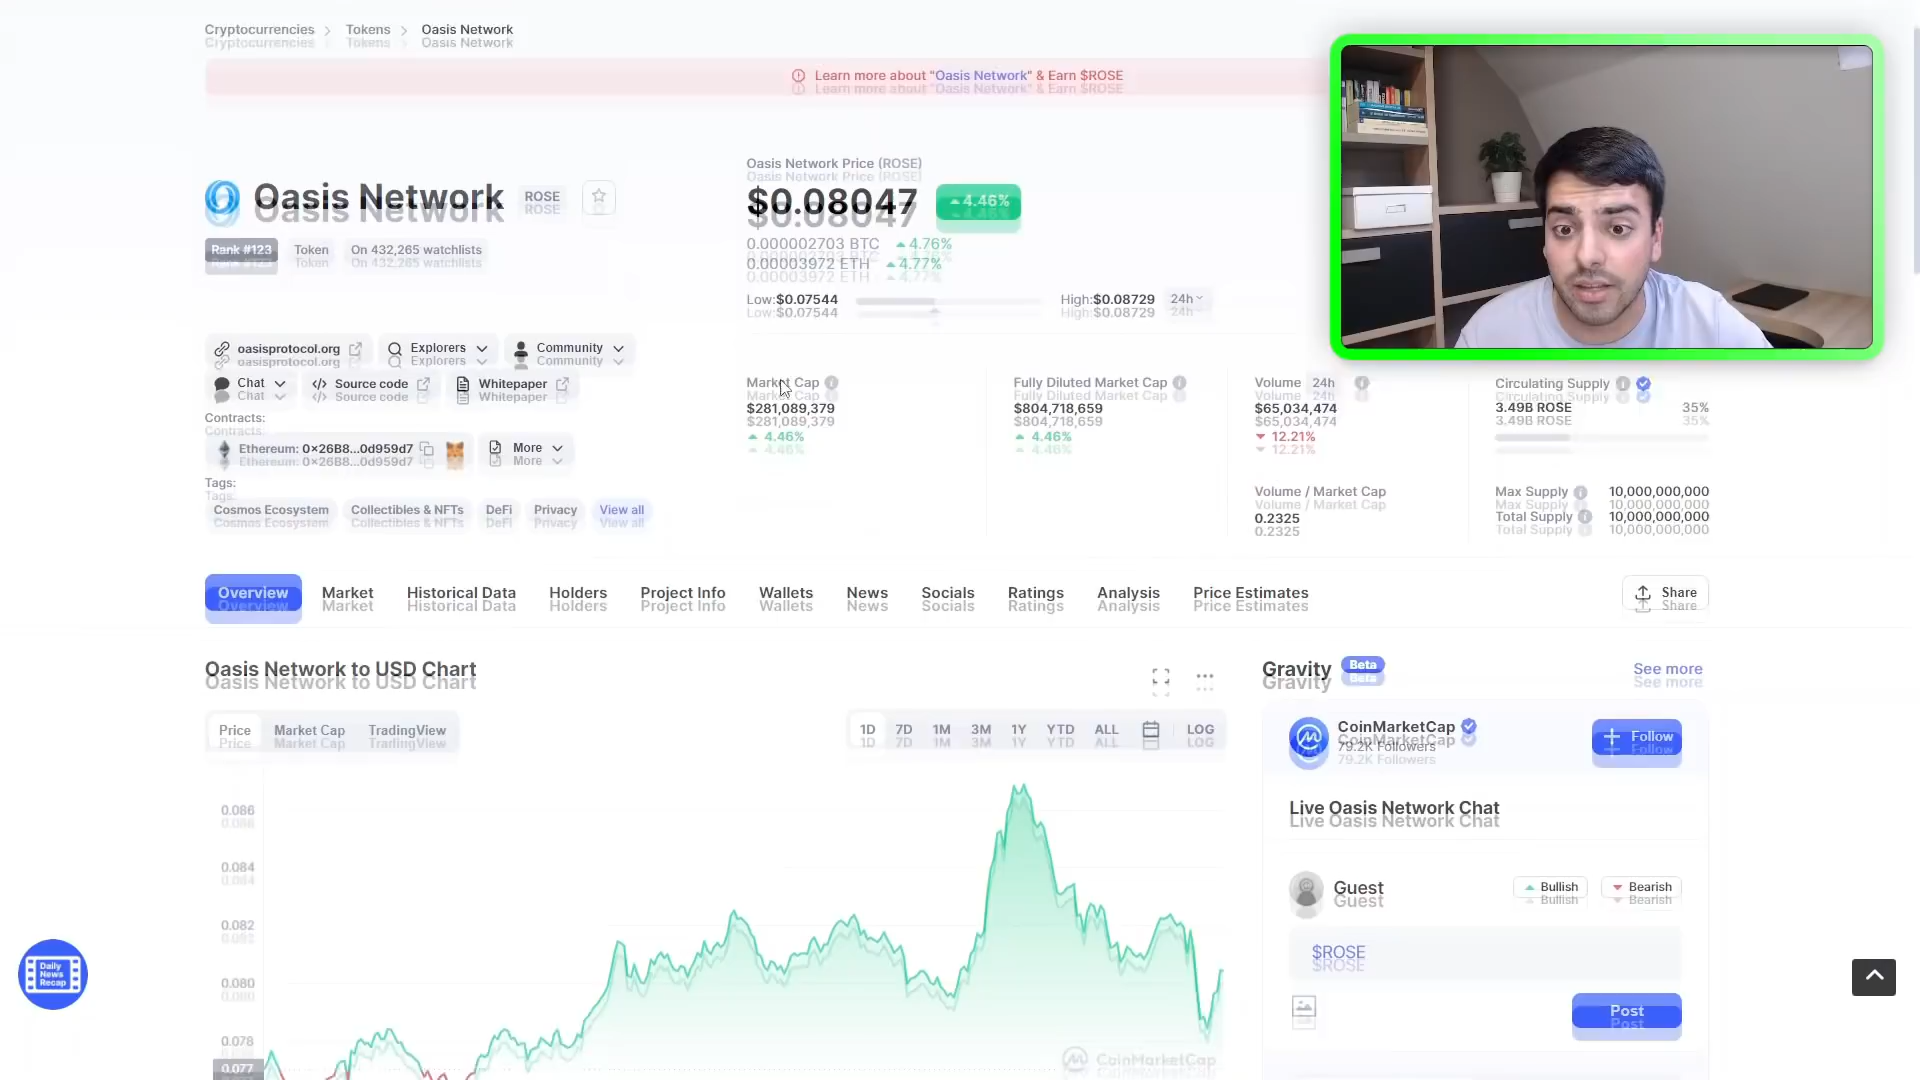 Cryptocurrencies > Tokens > Oasis Network
Learn more about "Oasis Network" & Earn $ROSE
Oasis Network ROSE
Rank #123 Token On 432,265 watchlists
oasisprotocol.org Explorers Community
Chat Source code Whitepaper
Contracts:
Ethereum: 0x26B8...0d959d7 More
Tags:
Cosmos Ecosystem Collectibles & NFTs DeFi Privacy View all
Oasis Network Price (ROSE)
$0.08047 4.46%
0.000002703 BTC 4.76%
0.00003972 ETH 4.77%
Low:$0.07544 High:$0.08729 24h
Market Cap
$281,089,379
4.46%
Fully Diluted Market Cap
$804,718,659
4.46%
Volume 24h
$65,034,474
12.21%
Volume / Market Cap
0.2325
Circulating Supply
3.49B ROSE 35%
Max Supply 10,000,000,000
Total Supply 10,000,000,000
Overview Market Historical Data Holders Project Info Wallets News Socials Ratings Analysis Price Estimates Share
Oasis Network to USD Chart
Price Market Cap TradingView
1D 7D 1M 3M 1Y YTD ALL LOG
0.086
0.084
0.082
0.080
0.078
0.077
CoinMarketCap
Gravity Beta See more
CoinMarketCap
79.2K Followers
Follow
Live Oasis Network Chat
Guest Bullish Bearish
$ROSE
Post
Daily
News
Recap